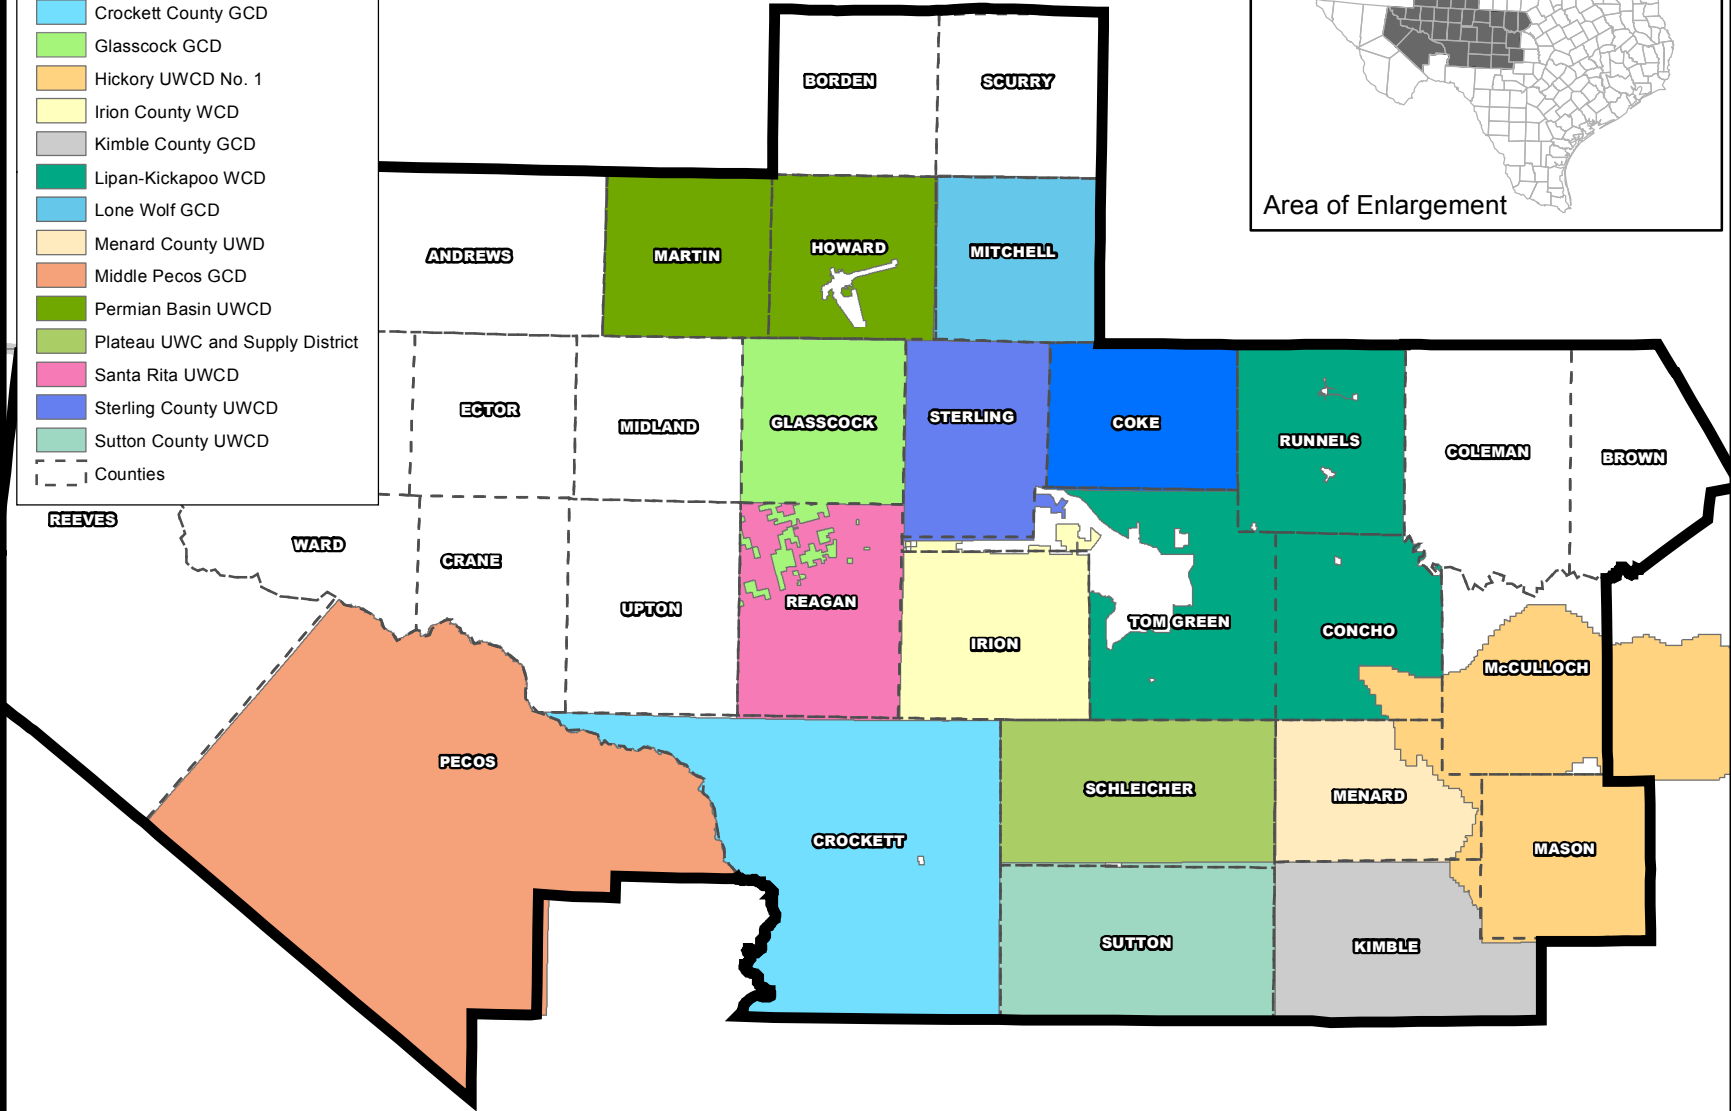 Crockett County GCD
Glasscock GCD
Hickory UWCD No. 1
Irion County WCD
Kimble County GCD
Lipan-Kickapoo WCD
Lone Wolf GCD
Menard County UWD
Middle Pecos GCD
Permian Basin UWCD
Plateau UWC and Supply District
Santa Rita UWCD
Sterling County UWCD
Sutton County UWCD
Counties
Area of Enlargement
BORDEN
SCURRY
ANDREWS
MARTIN
HOWARD
MITCHELL
ECTOR
MIDLAND
GLASSCOCK
STERLING
COKE
RUNNELS
COLEMAN
BROWN
REEVES
WARD
CRANE
UPTON
REAGAN
IRION
TOM GREEN
CONCHO
McCULLOCH
PECOS
CROCKETT
SCHLEICHER
MENARD
MASON
SUTTON
KIMBLE